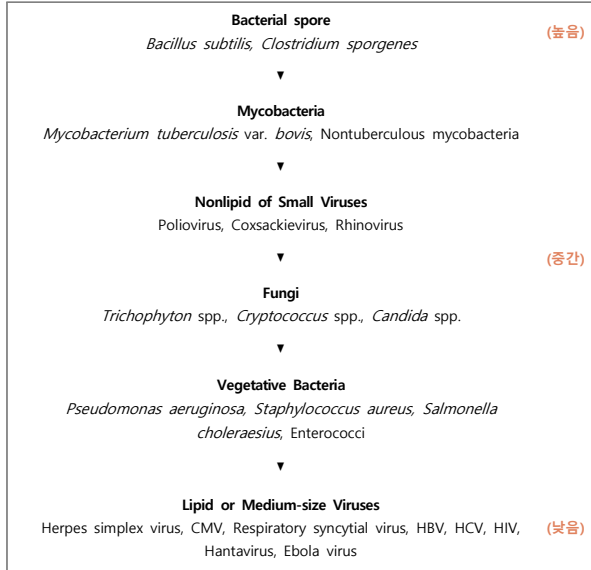 Bacterial spore
(높음)
Bacillus subtilis, Clostridium sporgenes
▼
Mycobacteria
Mycobacterium tuberculosis var. bovis, Nontuberculous mycobacteria
▼
Nonlipid of Small Viruses
Poliovirus, Coxsackievirus, Rhinovirus
▼
(중간)
Fungi
Trichophyton spp., Cryptococcus spp., Candida spp.
▼
Vegetative Bacteria
Pseudomonas aeruginosa, Staphylococcus aureus, Salmonella
choleraesius, Enterococci
▼
Lipid or Medium-size Viruses
Herpes simplex virus, CMV, Respiratory syncytial virus, HBV, HCV, HIV,
(낮음)
Hantavirus, Ebola virus